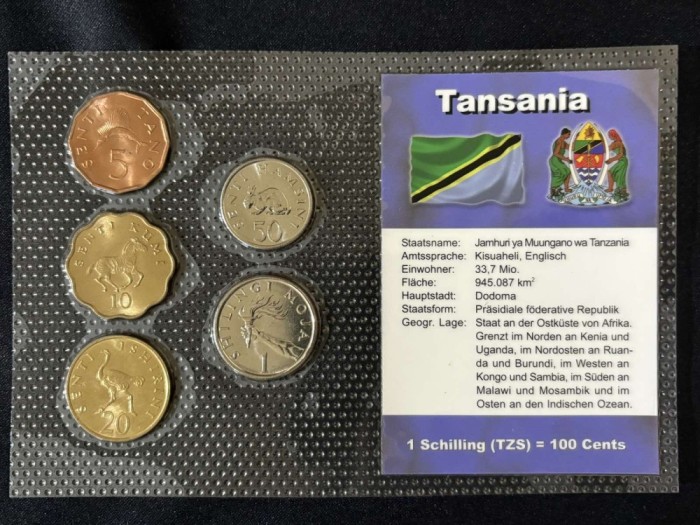 SENTI TANO
5
SENTI HAMSINI
50
SENTI KUMI
10
SHILINGI MOJA
1
SENTI ISHIRINI
20
Tansania
Staatsname: Jamhuri ya Muungano wa Tanzania
Amtssprache: Kisuaheli, Englisch
Einwohner: 33,7 Mio.
Fläche: 945.087 km²
Hauptstadt: Dodoma
Staatsform: Präsidiale föderative Republik
Geogr. Lage: Staat an der Ostküste von Afrika.
Grenzt im Norden an Kenia und
Uganda, im Nordosten an Ruan-
da und Burundi, im Westen an
Kongo und Sambia, im Süden an
Malawi und Mosambik und im
Osten an den Indischen Ozean.
1 Schilling (TZS) = 100 Cents